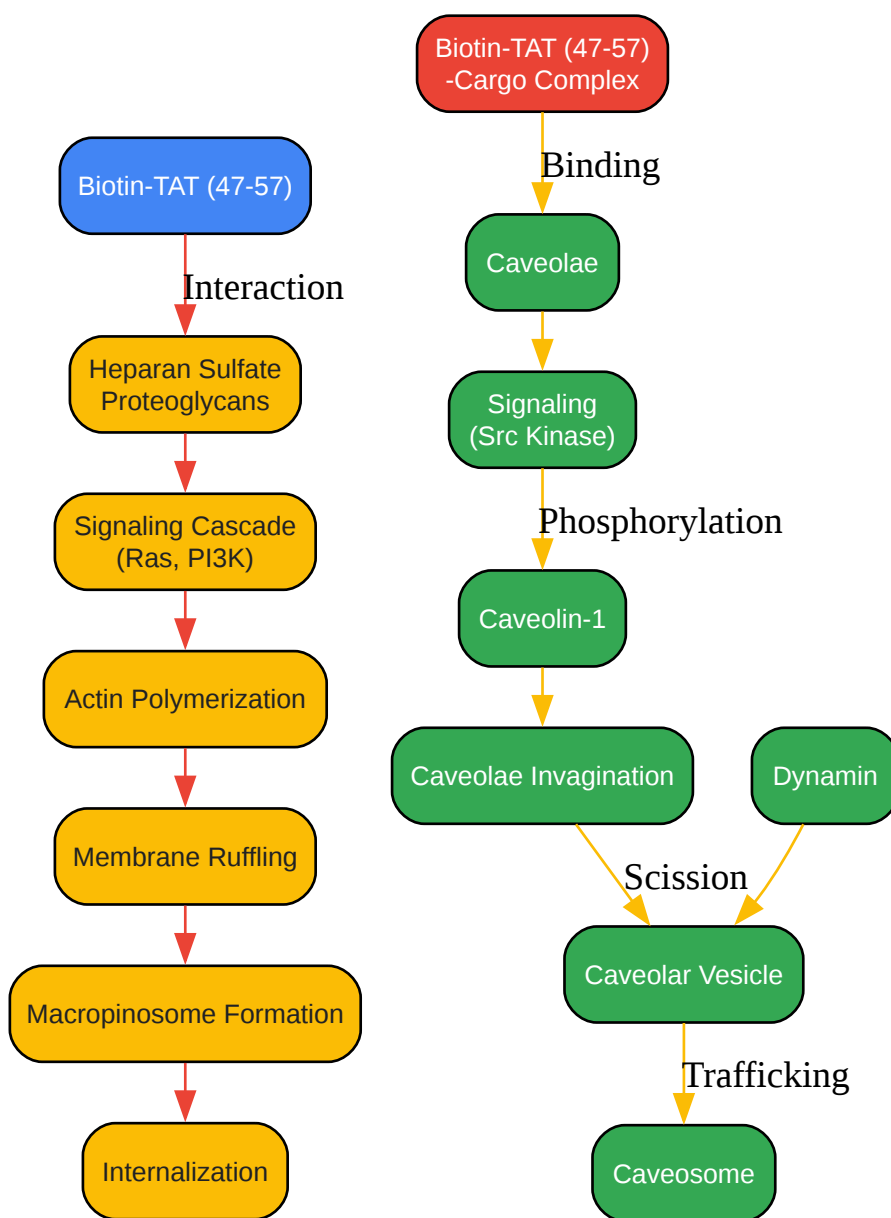 Biotin-TAT (47-57)
Interaction
Heparan Sulfate
Proteoglycans
Signaling Cascade
(Ras, PI3K)
Actin Polymerization
Membrane Ruffling
Macropinosome Formation
Internalization
Biotin-TAT (47-57)
-Cargo Complex
Binding
Caveolae
Signaling
(Src Kinase)
Phosphorylation
Caveolin-1
Caveolae Invagination
Dynamin
Scission
Caveolar Vesicle
Trafficking
Caveosome